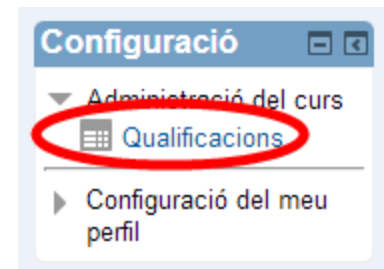 Configuració
Administració del curs
Qualificacions
Configuració del meu
perfil